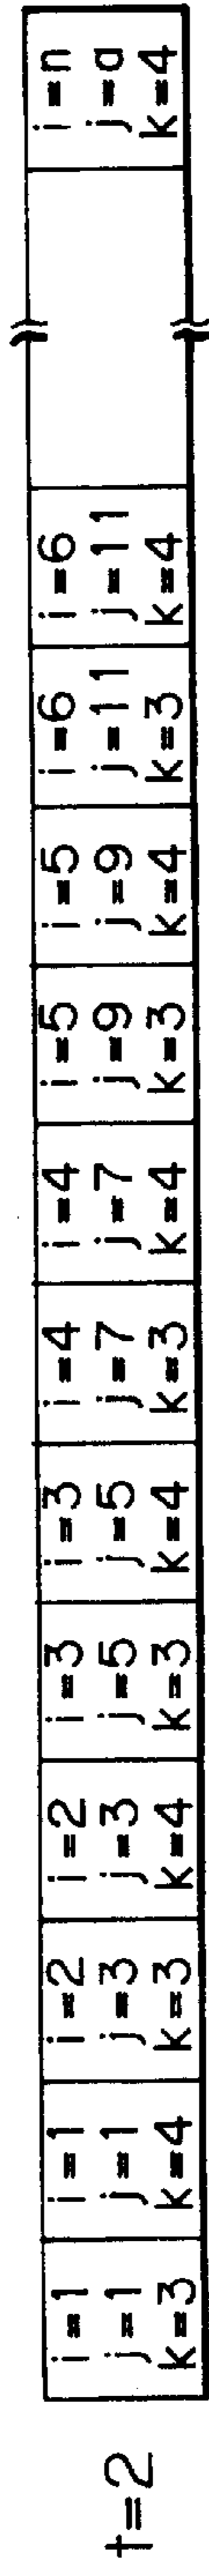 t=2
i=1
j=1
k=3
i=1
j=1
k=4
i=2
j=3
k=3
i=2
j=3
k=4
i=3
j=5
k=3
i=3
j=5
k=4
i=4
j=7
k=3
i=4
j=7
k=4
i=5
j=9
k=3
i=5
j=9
k=4
i=6
j=11
k=3
i=6
j=11
k=4
i=n
j=a
k=4